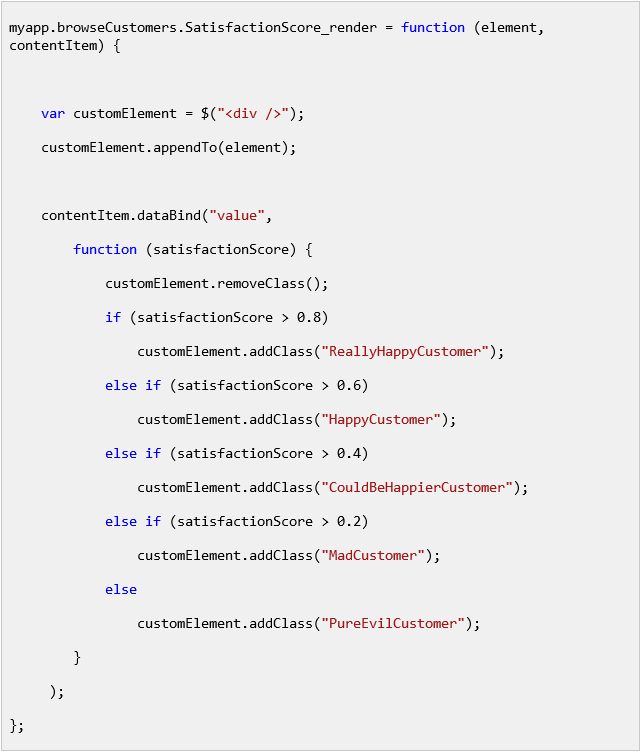 myapp.browseCustomers.SatisfactionScore_render = function (element,
contentItem) {
    var customElement = $("<div />");
    customElement.appendTo(element);
    contentItem.dataBind("value",
        function (satisfactionScore) {
            customElement.removeClass();
            if (satisfactionScore > 0.8)
                customElement.addClass("ReallyHappyCustomer");
            else if (satisfactionScore > 0.6)
                customElement.addClass("HappyCustomer");
            else if (satisfactionScore > 0.4)
                customElement.addClass("CouldBeHappierCustomer");
            else if (satisfactionScore > 0.2)
                customElement.addClass("MadCustomer");
            else
                customElement.addClass("PureEvilCustomer");
        }
     );
};